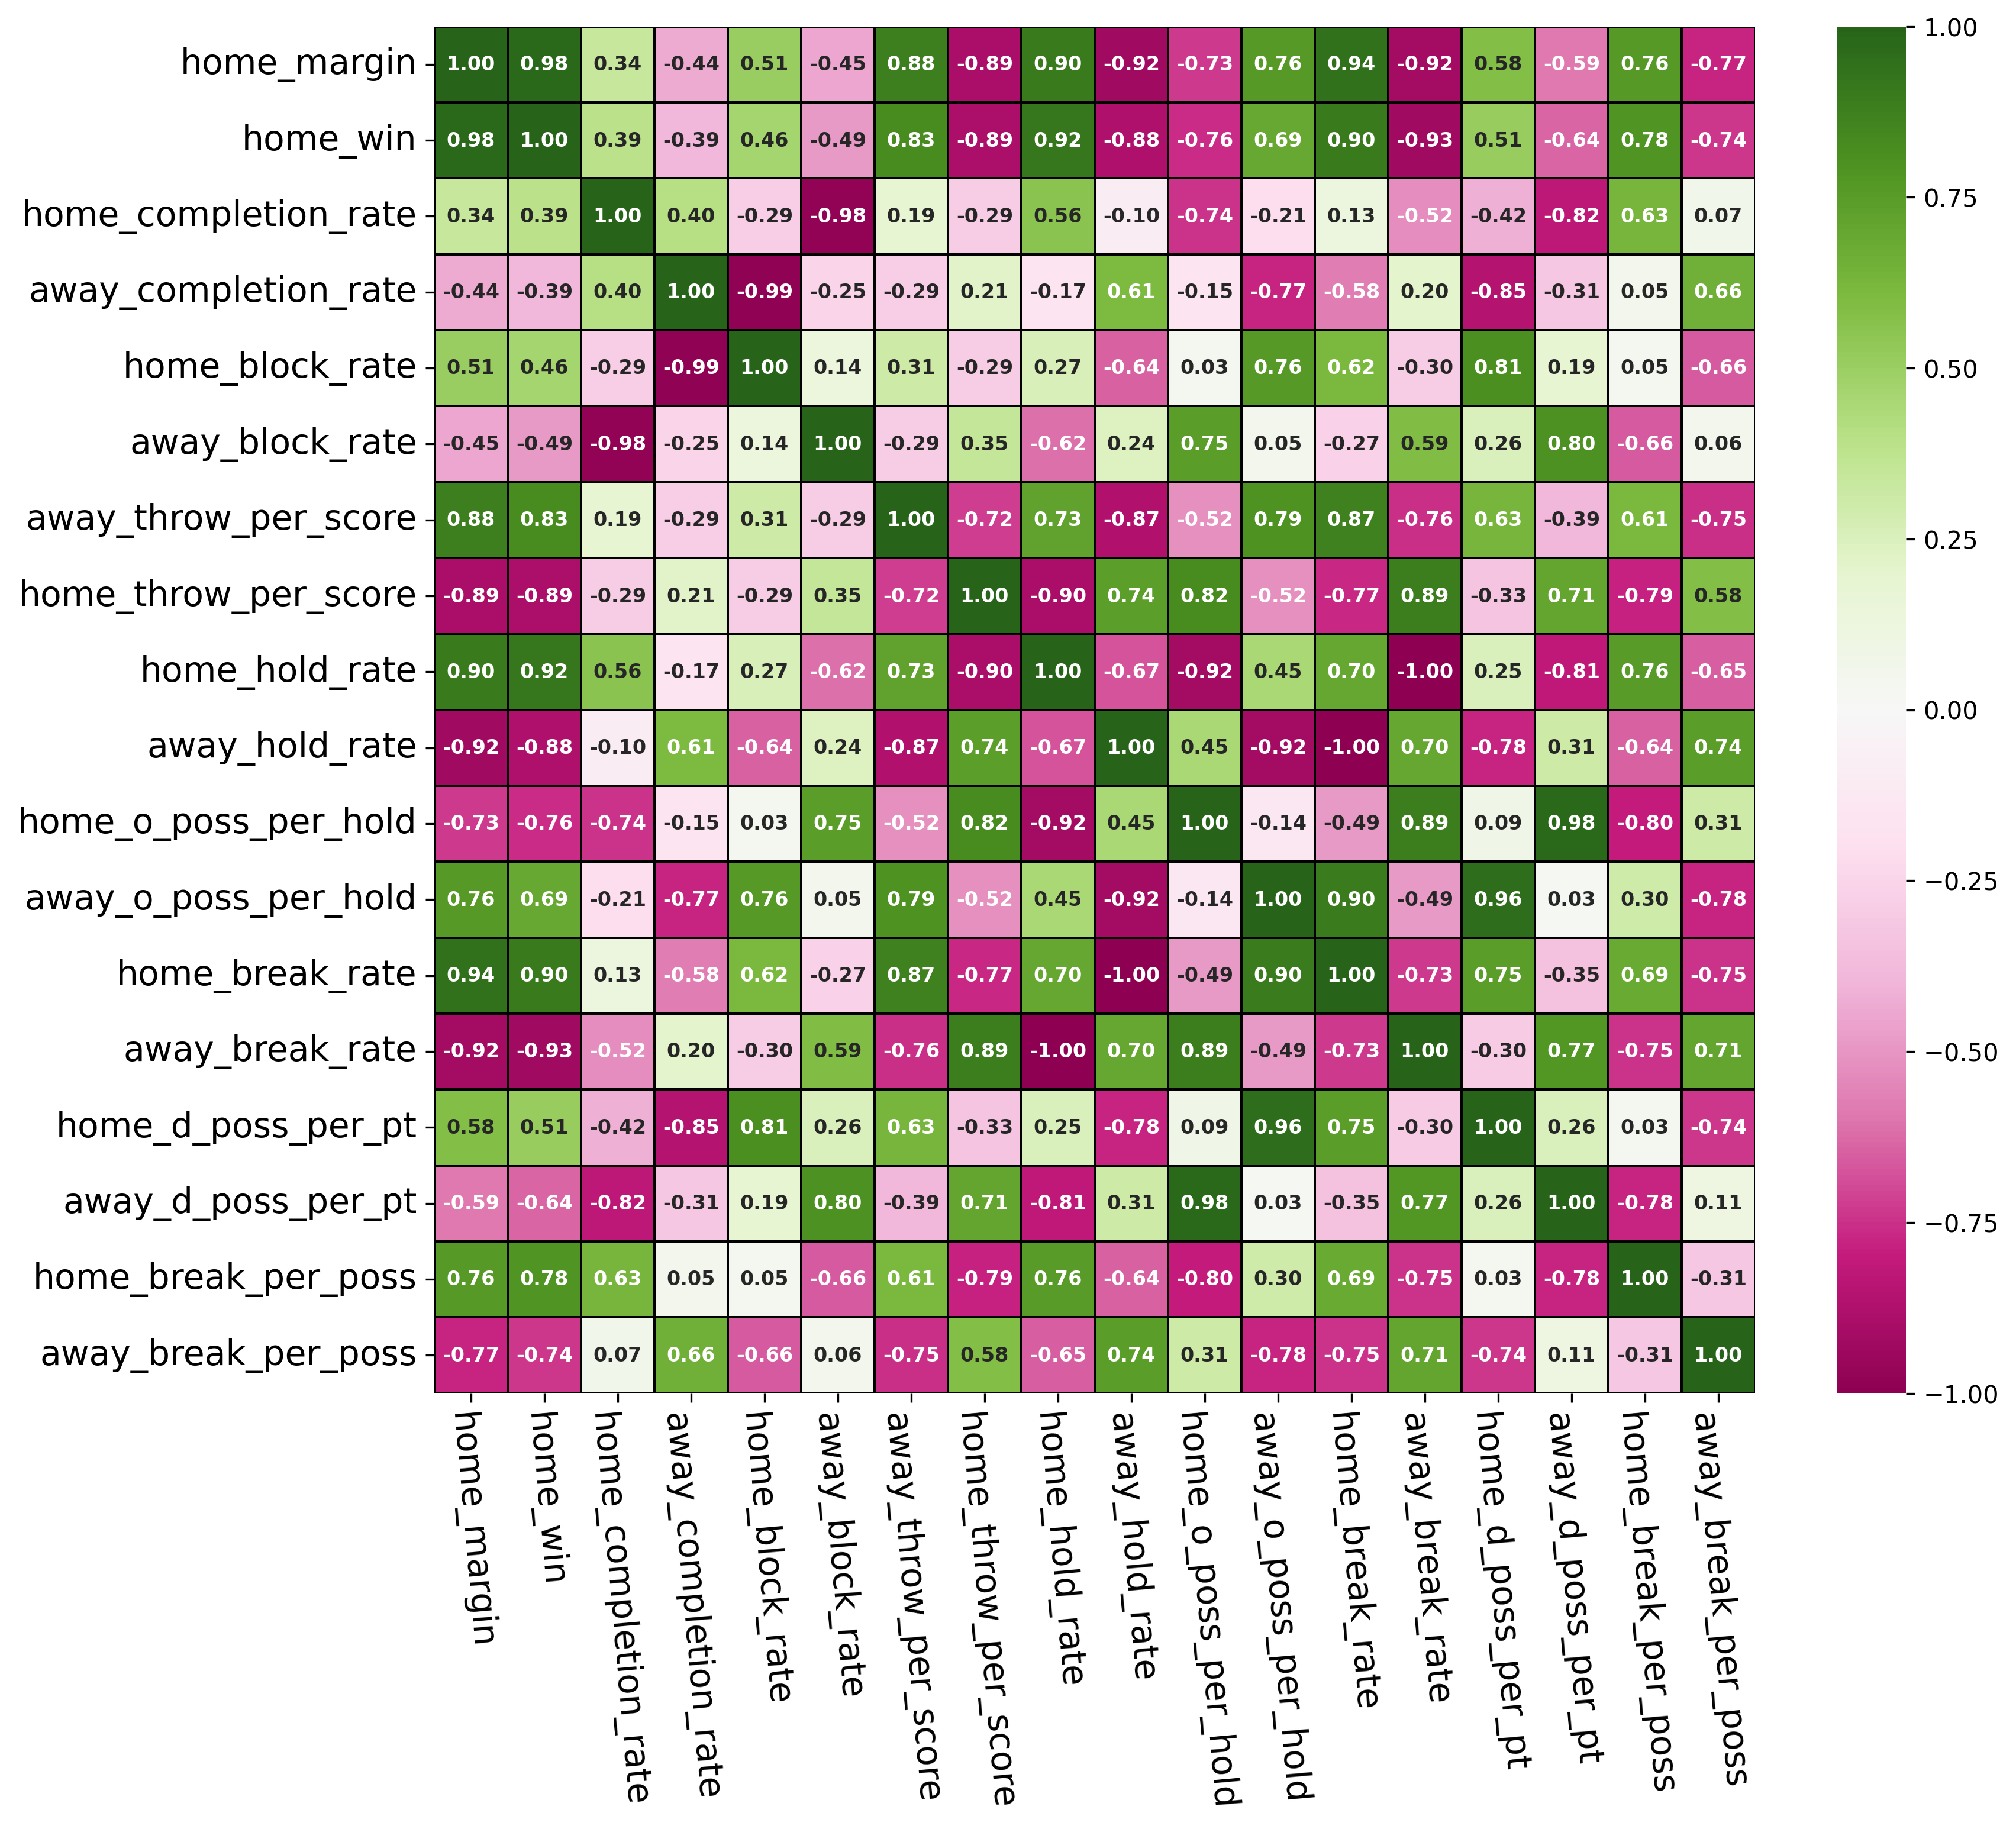 home_margin 1.00 0.98 0.34 -0.44 0.51 -0.45 0.88 -0.89 0.90 -0.92 -0.73 0.76 0.94 -0.92 0.58 -0.59 0.76 -0.77
home_win 0.98 1.00 0.39 -0.39 0.46 -0.49 0.83 -0.89 0.92 -0.88 -0.76 0.69 0.90 -0.93 0.51 -0.64 0.78 -0.74
home_completion_rate 0.34 0.39 1.00 0.40 -0.29 -0.98 0.19 -0.29 0.56 -0.10 -0.74 -0.21 0.13 -0.52 -0.42 -0.82 0.63 0.07
away_completion_rate -0.44 -0.39 0.40 1.00 -0.99 -0.25 -0.29 0.21 -0.17 0.61 -0.15 -0.77 -0.58 0.20 -0.85 -0.31 0.05 0.66
home_block_rate 0.51 0.46 -0.29 -0.99 1.00 0.14 0.31 -0.29 0.27 -0.64 0.03 0.76 0.62 -0.30 0.81 0.19 0.05 -0.66
away_block_rate -0.45 -0.49 -0.98 -0.25 0.14 1.00 -0.29 0.35 -0.62 0.24 0.75 0.05 -0.27 0.59 0.26 0.80 -0.66 0.06
away_throw_per_score 0.88 0.83 0.19 -0.29 0.31 -0.29 1.00 -0.72 0.73 -0.87 -0.52 0.79 0.87 -0.76 0.63 -0.39 0.61 -0.75
home_throw_per_score -0.89 -0.89 -0.29 0.21 -0.29 0.35 -0.72 1.00 -0.90 0.74 0.82 -0.52 -0.77 0.89 -0.33 0.71 -0.79 0.58
home_hold_rate 0.90 0.92 0.56 -0.17 0.27 -0.62 0.73 -0.90 1.00 -0.67 -0.92 0.45 0.70 -1.00 0.25 -0.81 0.76 -0.65
away_hold_rate -0.92 -0.88 -0.10 0.61 -0.64 0.24 -0.87 0.74 -0.67 1.00 0.45 -0.92 -1.00 0.70 -0.78 0.31 -0.64 0.74
home_o_poss_per_hold -0.73 -0.76 -0.74 -0.15 0.03 0.75 -0.52 0.82 -0.92 0.45 1.00 -0.14 -0.49 0.89 0.09 0.98 -0.80 0.31
away_o_poss_per_hold 0.76 0.69 -0.21 -0.77 0.76 0.05 0.79 -0.52 0.45 -0.92 -0.14 1.00 0.90 -0.49 0.96 0.03 0.30 -0.78
home_break_rate 0.94 0.90 0.13 -0.58 0.62 -0.27 0.87 -0.77 0.70 -1.00 -0.49 0.90 1.00 -0.73 0.75 -0.35 0.69 -0.75
away_break_rate -0.92 -0.93 -0.52 0.20 -0.30 0.59 -0.76 0.89 -1.00 0.70 0.89 -0.49 -0.73 1.00 -0.30 0.77 -0.75 0.71
home_d_poss_per_pt 0.58 0.51 -0.42 -0.85 0.81 0.26 0.63 -0.33 0.25 -0.78 0.09 0.96 0.75 -0.30 1.00 0.26 0.03 -0.74
away_d_poss_per_pt -0.59 -0.64 -0.82 -0.31 0.19 0.80 -0.39 0.71 -0.81 0.31 0.98 0.03 -0.35 0.77 0.26 1.00 -0.78 0.11
home_break_per_poss 0.76 0.78 0.63 0.05 0.05 -0.66 0.61 -0.79 0.76 -0.64 -0.80 0.30 0.69 -0.75 0.03 -0.78 1.00 -0.31
away_break_per_poss -0.77 -0.74 0.07 0.66 -0.66 0.06 -0.75 0.58 -0.65 0.74 0.31 -0.78 -0.75 0.71 -0.74 0.11 -0.31 1.00
home_margin
home_win
home_completion_rate
away_completion_rate
home_block_rate
away_block_rate
away_throw_per_score
home_throw_per_score
home_hold_rate
away_hold_rate
home_o_poss_per_hold
away_o_poss_per_hold
home_break_rate
away_break_rate
home_d_poss_per_pt
away_d_poss_per_pt
home_break_per_poss
away_break_per_poss
1.00
0.75
0.50
0.25
0.00
−0.25
−0.50
−0.75
−1.00